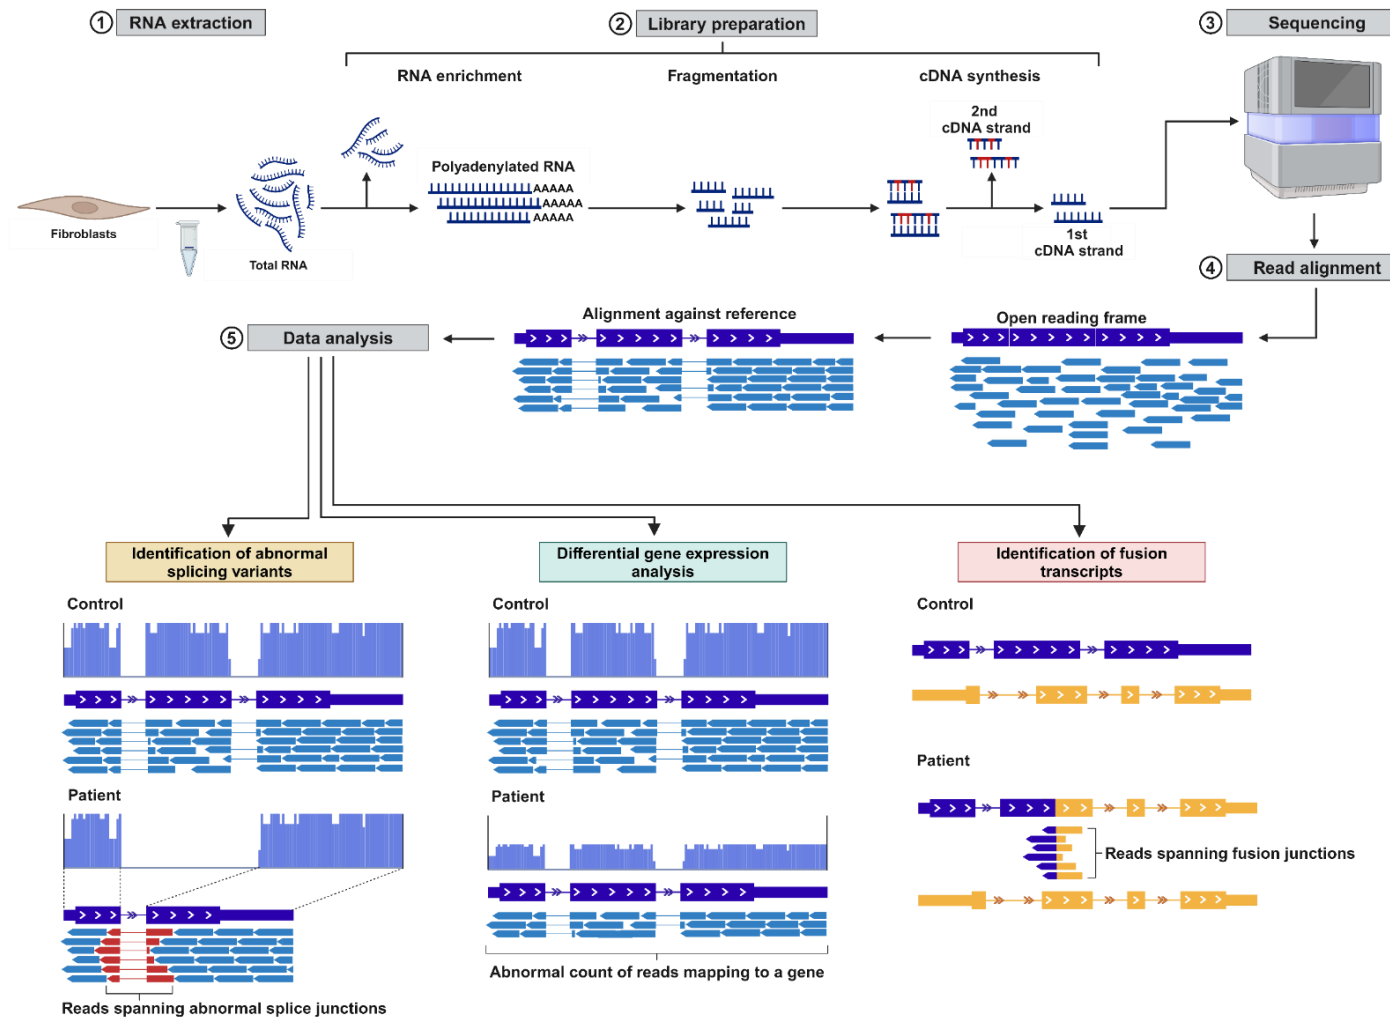 1 RNA extraction
2 Library preparation
3 Sequencing
RNA enrichment
Fragmentation
cDNA synthesis
2nd
cDNA strand
Polyadenylated RNA
AAAAA
AAAAA
AAAAA
Fibroblasts
Total RNA
1st
cDNA strand
4 Read alignment
Open reading frame
Alignment against reference
5 Data analysis
Identification of abnormal
splicing variants
Control
Patient
Reads spanning abnormal splice junctions
Differential gene expression
analysis
Control
Patient
Abnormal count of reads mapping to a gene
Identification of fusion
transcripts
Control
Patient
Reads spanning fusion junctions